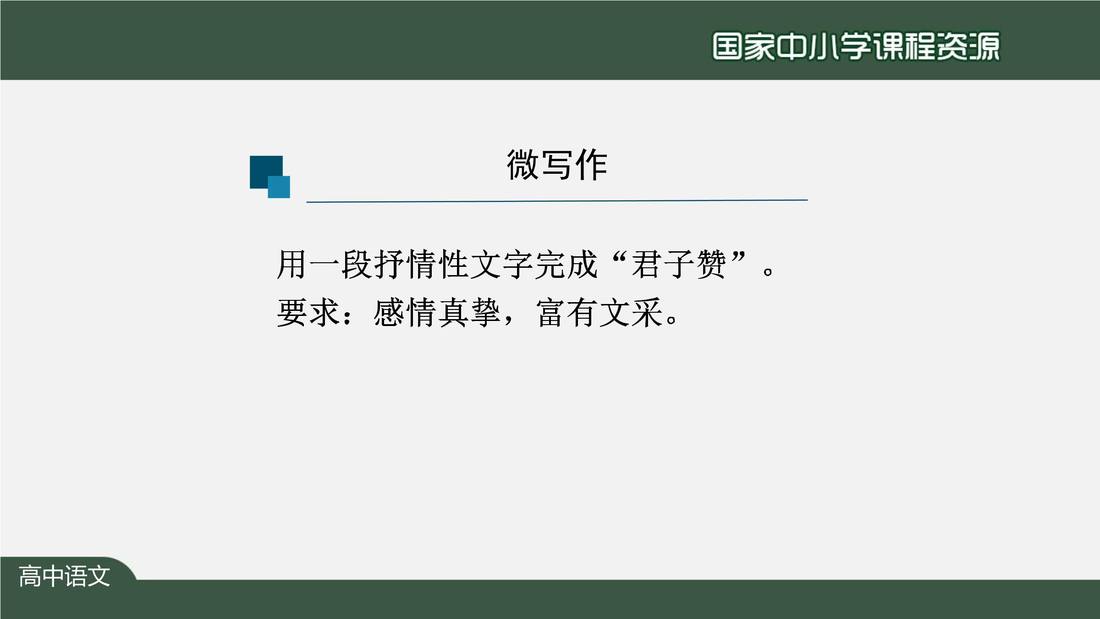 国家中小学课程资源
微写作
用一段抒情性文字完成“君子赞”。
要求：感情真挚，富有文采。
高中语文